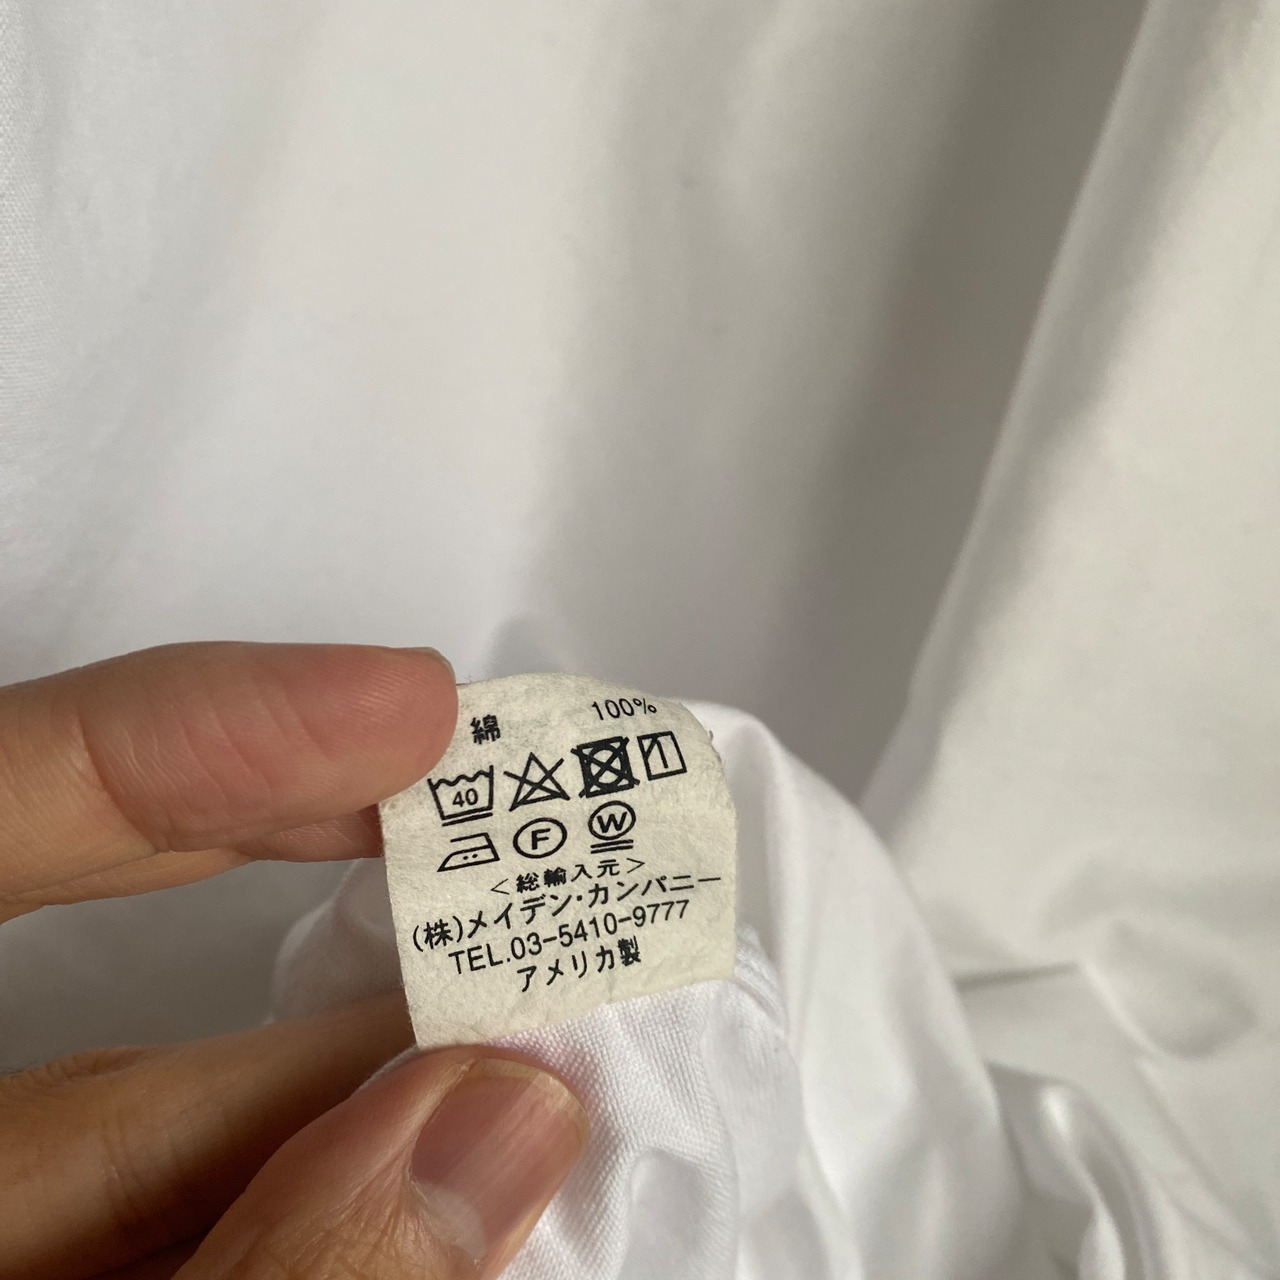 綿 100%
40
F W
<総輸入元>
(株)メイデン・カンパニー
TEL.03-5410-9777
アメリカ製